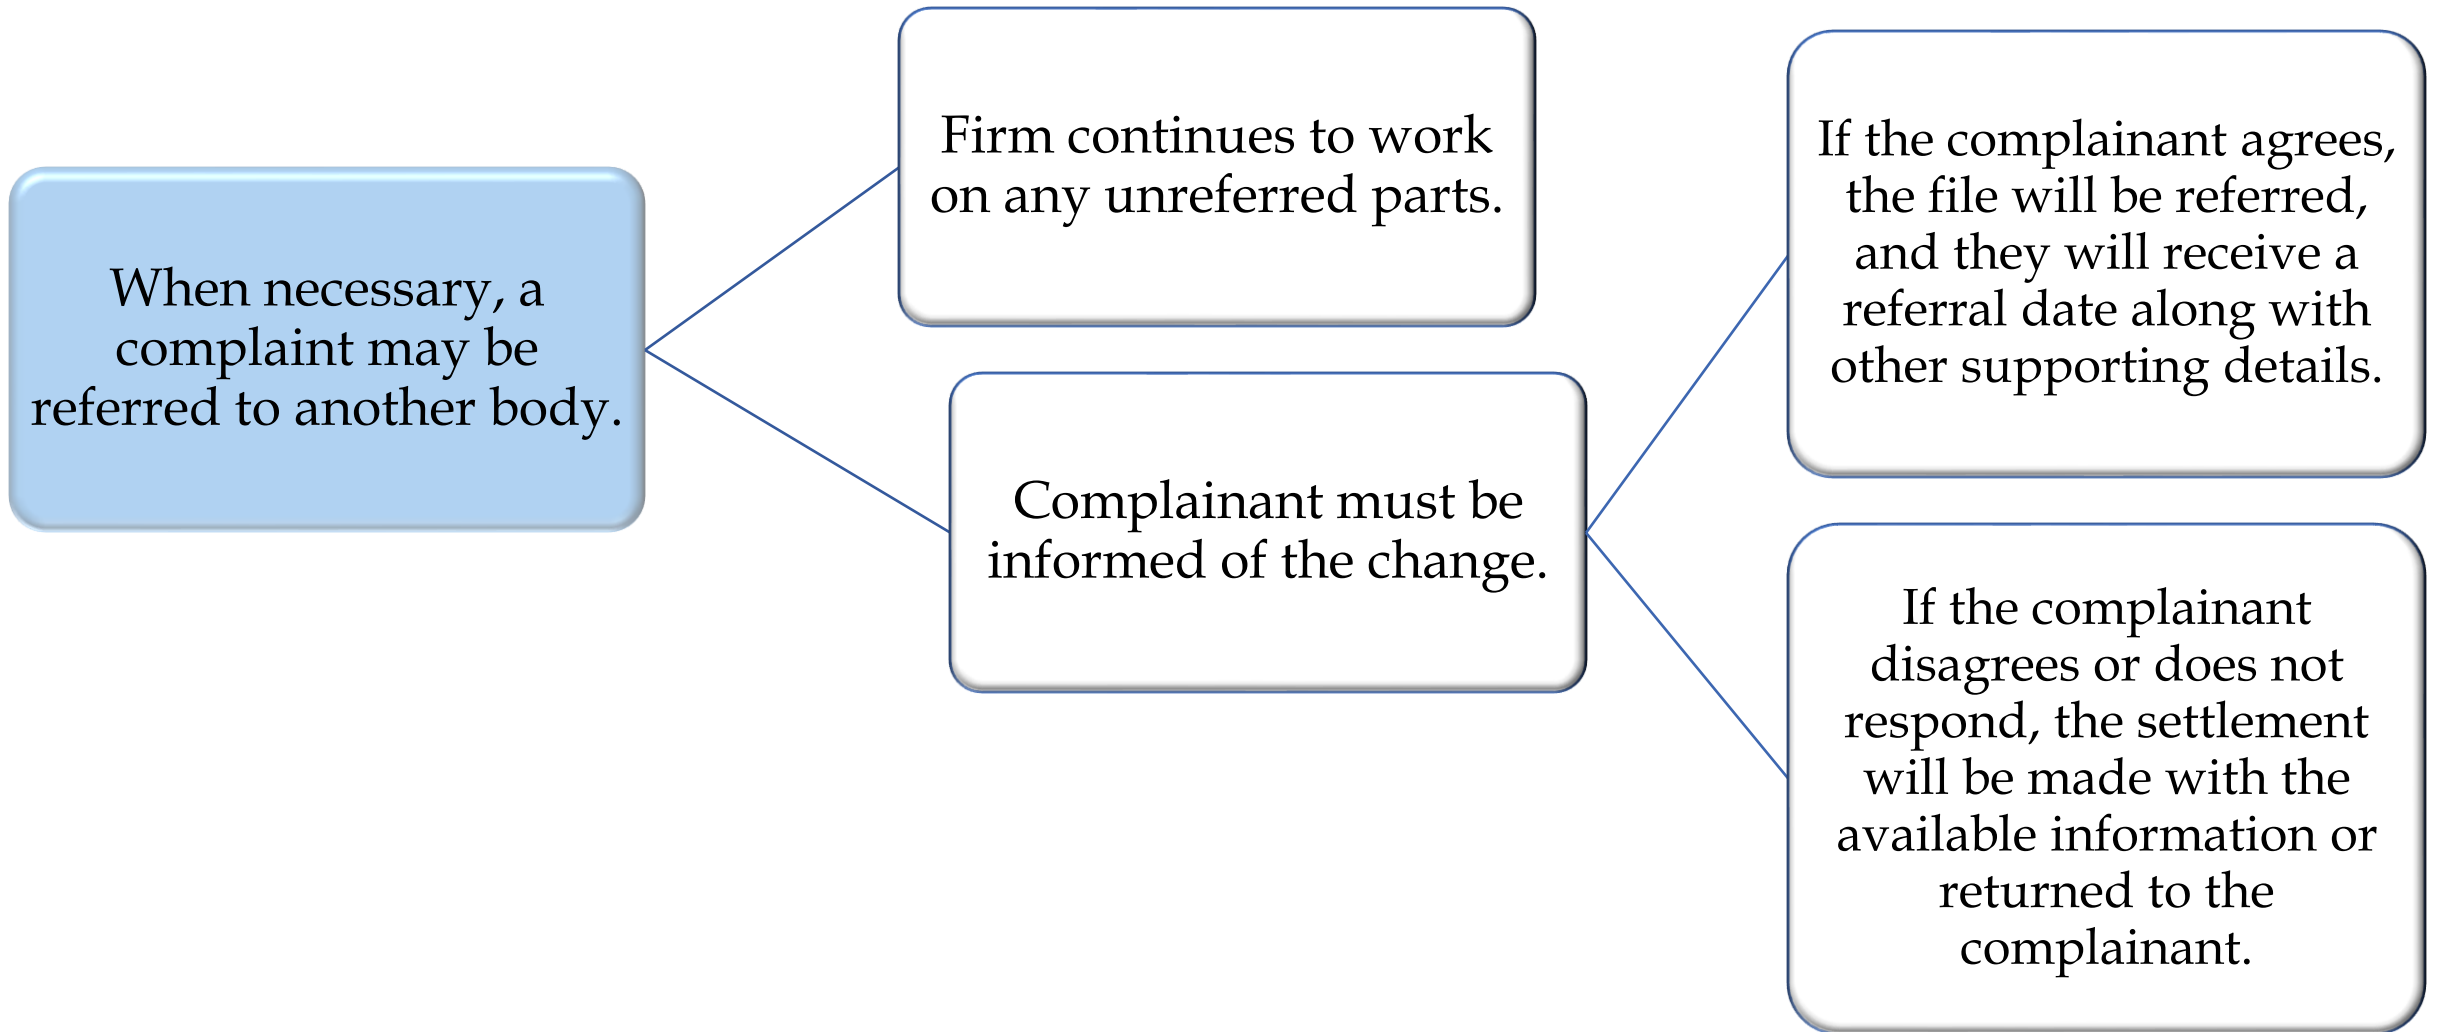 When necessary, a
complaint may be
referred to another body.
Firm continues to work
on any unreferred parts.
Complainant must be
informed of the change.
If the complainant agrees,
the file will be referred,
and they will receive a
referral date along with
other supporting details.
If the complainant
disagrees or does not
respond, the settlement
will be made with the
available information or
returned to the
complainant.